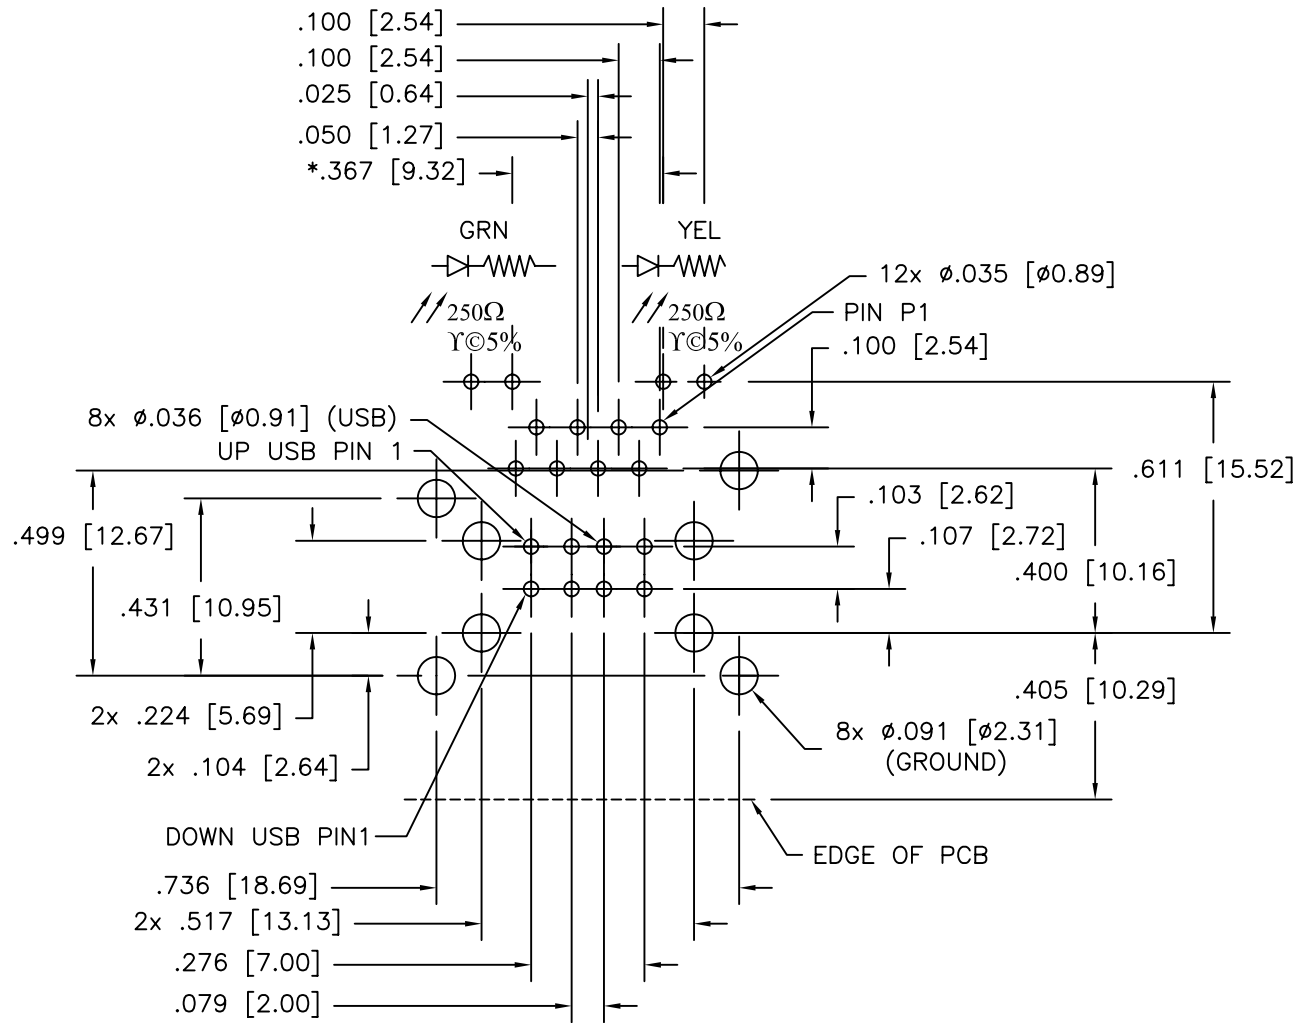 .100 [2.54]
.100 [2.54]
.025 [0.64]
.050 [1.27]
*.367 [9.32]
GRN
YEL
12x ø.035 [ø0.89]
250Ω
ϒ©5%
250Ω
ϒ©5%
PIN P1
.100 [2.54]
8x ø.036 [ø0.91] (USB)
UP USB PIN 1
.611 [15.52]
.103 [2.62]
.499 [12.67]
.107 [2.72]
.400 [10.16]
.431 [10.95]
.405 [10.29]
2x .224 [5.69]
8x ø.091 [ø2.31]
(GROUND)
2x .104 [2.64]
DOWN USB PIN1
EDGE OF PCB
.736 [18.69]
2x .517 [13.13]
.276 [7.00]
.079 [2.00]